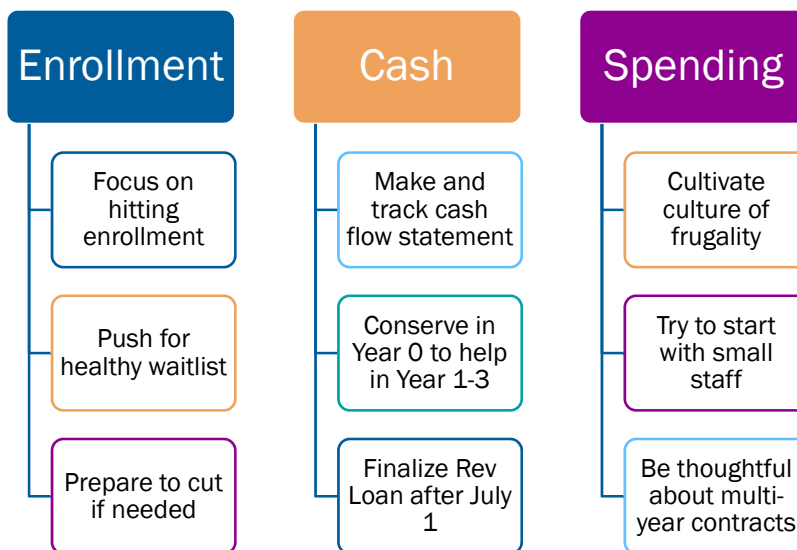 Enrollment
Focus on
hitting
enrollment
Push for
healthy waitlist
Prepare to cut
if needed
Cash
Make and
track cash
flow statement
Conserve in
Year 0 to help
in Year 1-3
Finalize Rev
Loan after July
1
Spending
Cultivate
culture of
frugality
Try to start
with small
staff
Be thoughtful
about multi-
year contracts